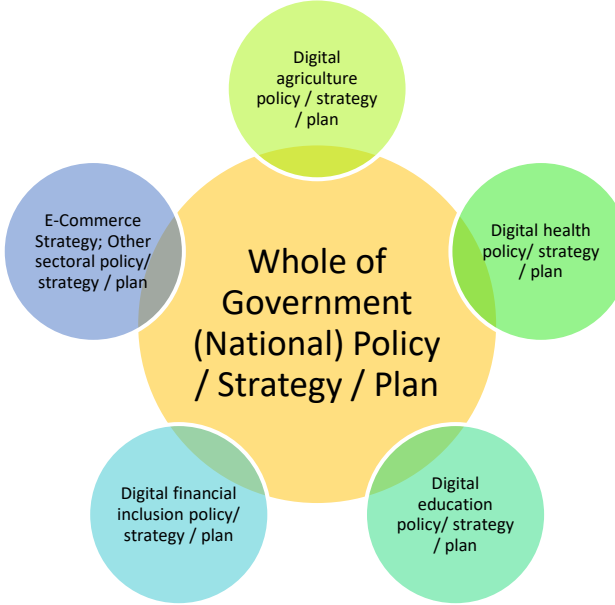 Digital
agriculture
policy / strategy
/ plan
E-Commerce
Strategy; Other
sectoral policy/
strategy / plan
Digital health
policy/ strategy
/ plan
Whole of
Government
(National) Policy
/ Strategy / Plan
Digital financial
inclusion policy/
strategy / plan
Digital
education
policy/ strategy
/ plan